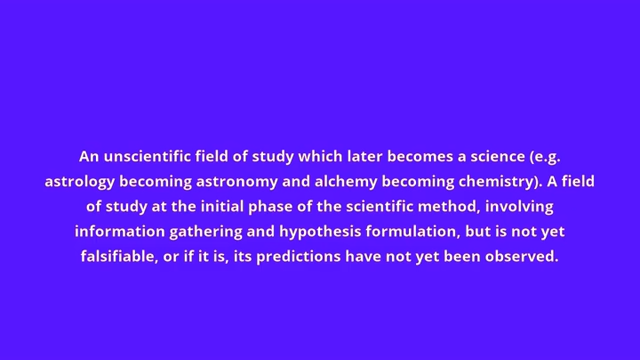 An unscientific field of study which later becomes a science (e.g.
astrology becoming astronomy and alchemy becoming chemistry). A field
of study at the initial phase of the scientific method, involving
information gathering and hypothesis formulation, but is not yet
falsifiable, or if it is, its predictions have not yet been observed.